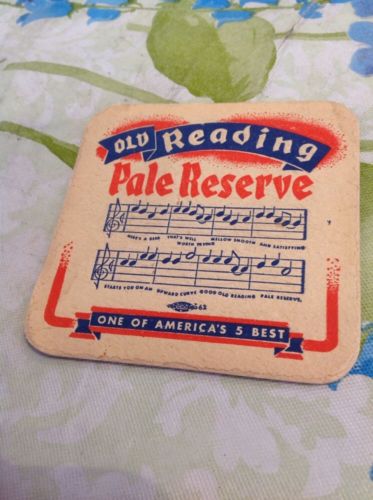 OLD Reading
Pale Reserve
HERE'S A BEER THAT'S WELL MELLOW SMOOTH AND SATISFYING
WORTH
STARTS YOU ON AN UPWARD CURVE GOOD OLD READING PALE RESERVE.
62
ONE OF AMERICA'S 5 BEST